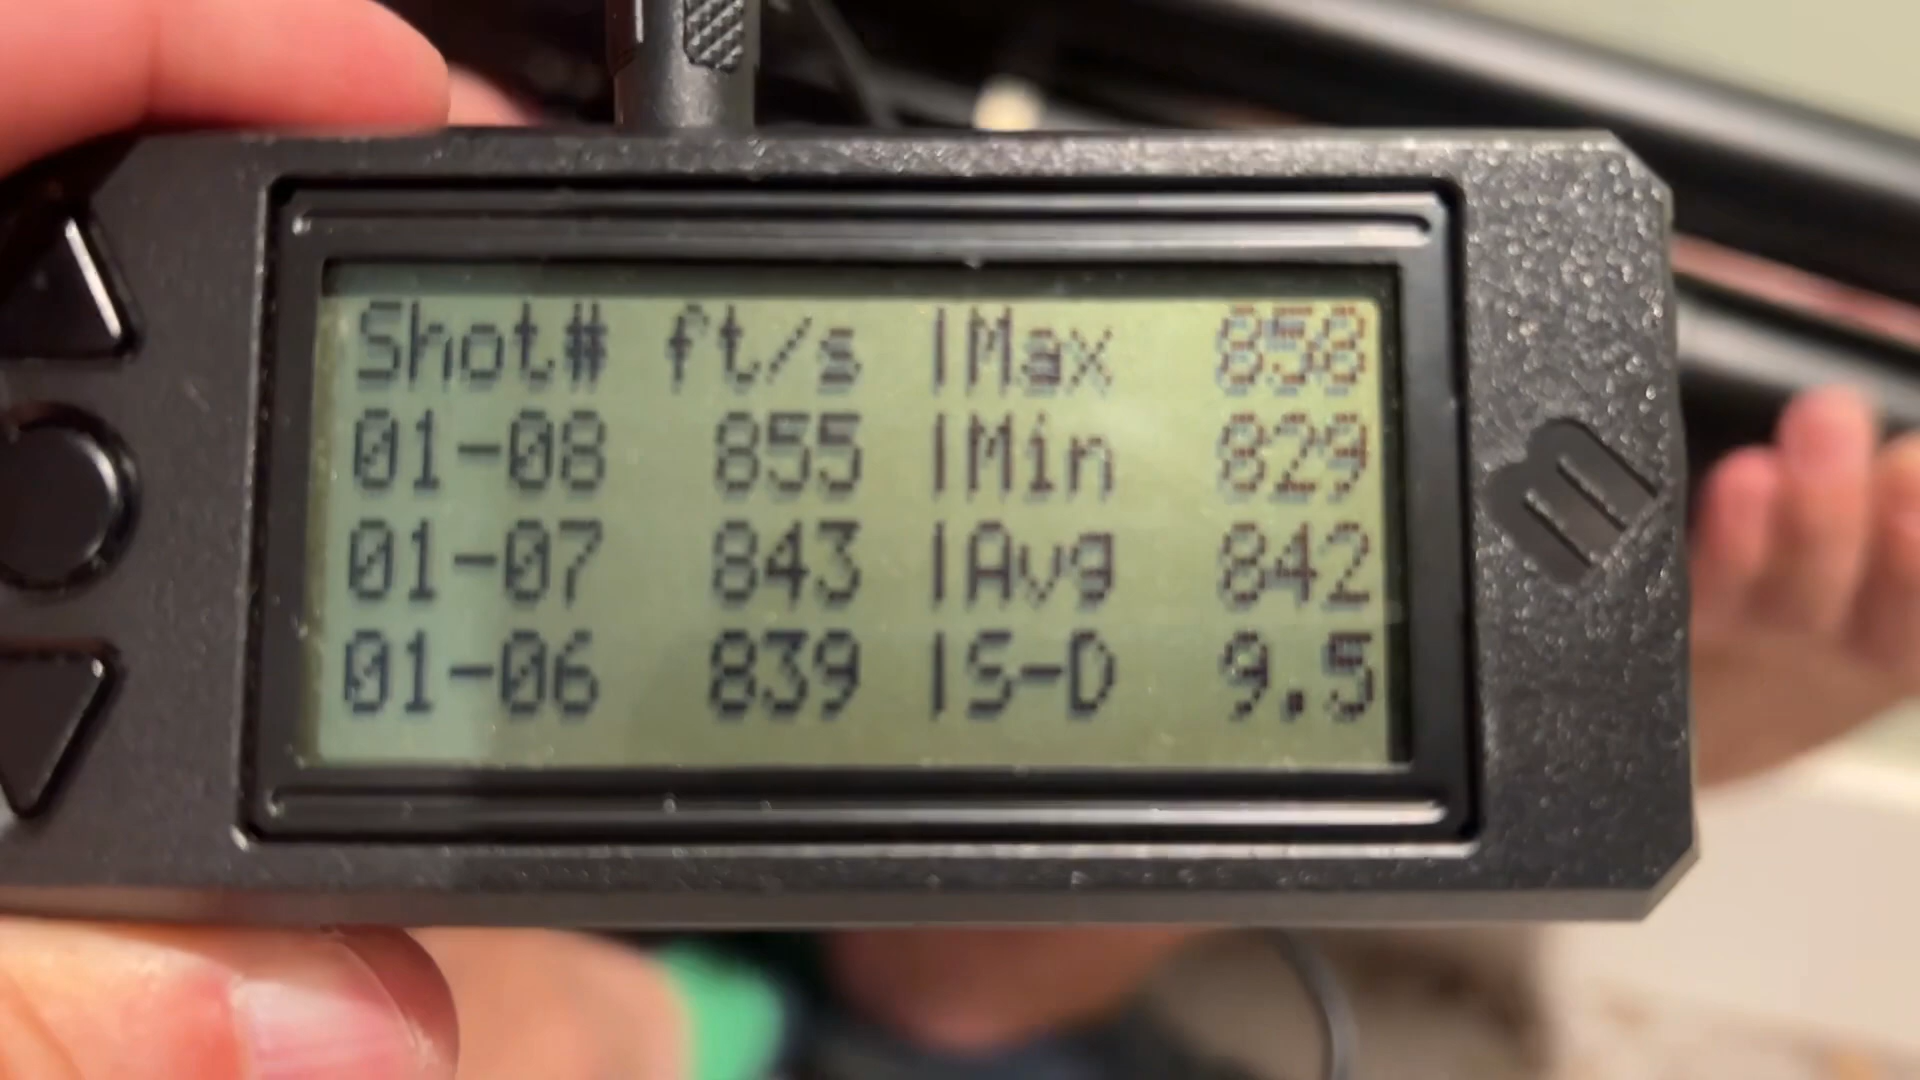 Shot# ft/s |Max 858
01-08 855 |Min 829
01-07 843 |Avg 842
01-06 839 |S-D 9.5